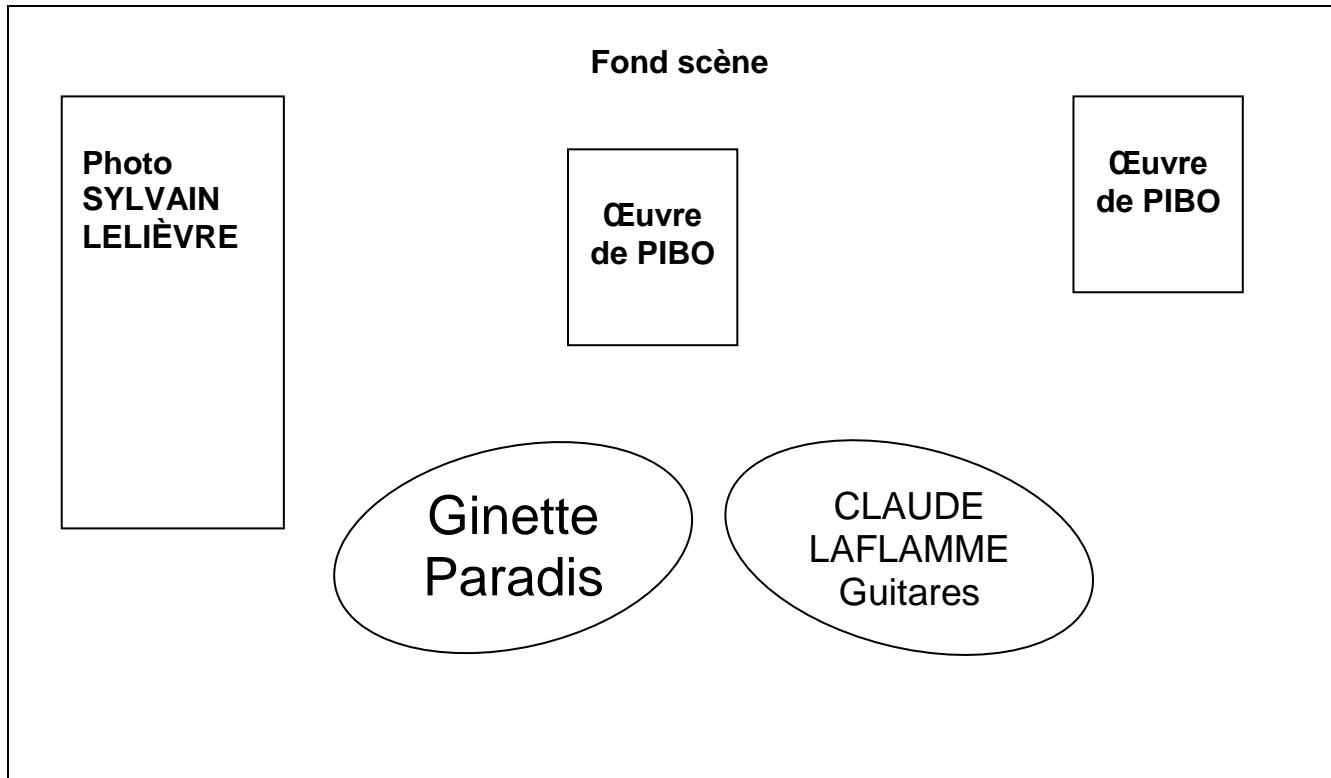 Fond scène
Photo
SYLVAIN
LELIÈVRE
Œuvre
de PIBO
Œuvre
de PIBO
Ginette
Paradis
CLAUDE
LAFLAMME
Guitares